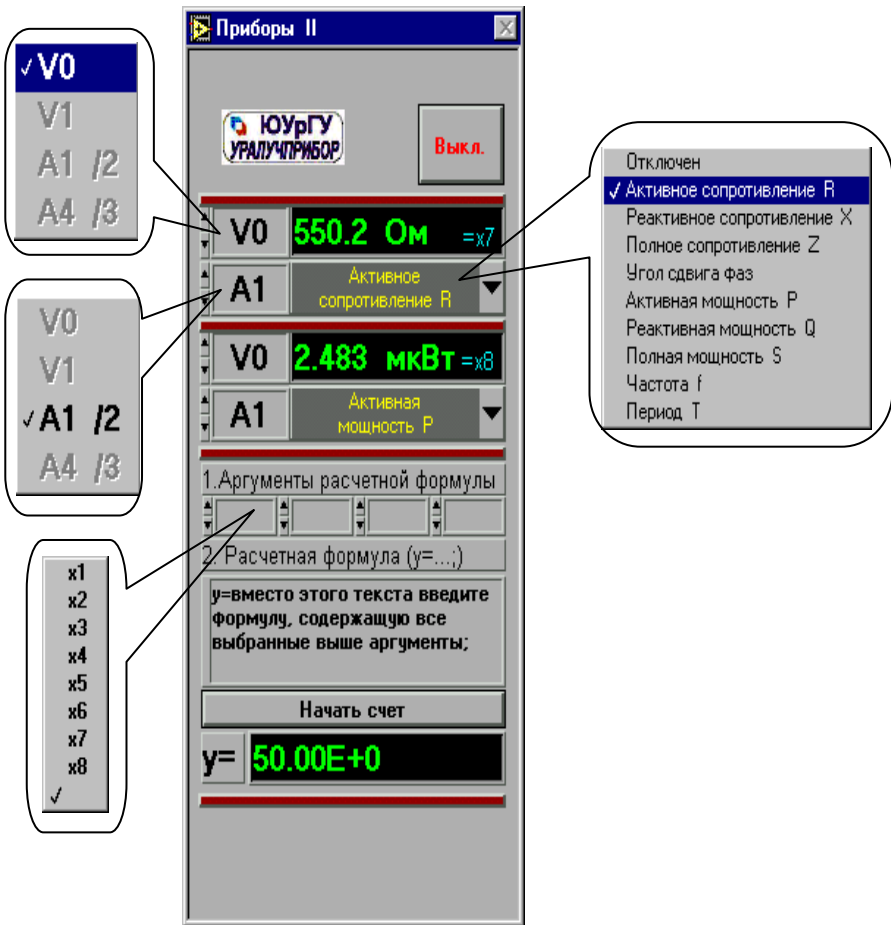 Приборы II
ЮУрГУ
УРАЛУЧПРИБОР
Выкл.
V0
550.2 Ом
=x7
A1
Активное
сопротивление R
V0
2.483 мкВт
=x8
A1
Активная
мощность P
1.Аргументы расчетной формулы
2. Расчетная формула (y=...;)
y=вместо этого текста введите
формулу, содержащую все
выбранные выше аргументы;
Начать счет
y=
50.00E+0
✓V0
V1
A1 /2
A4 /3
V0
V1
✓A1 /2
A4 /3
x1
x2
x3
x4
x5
x6
x7
x8
✓
Отключен
✓ Активное сопротивление R
Реактивное сопротивление X
Полное сопротивление Z
Угол сдвига фаз
Активная мощность P
Реактивная мощность Q
Полная мощность S
Частота f
Период T